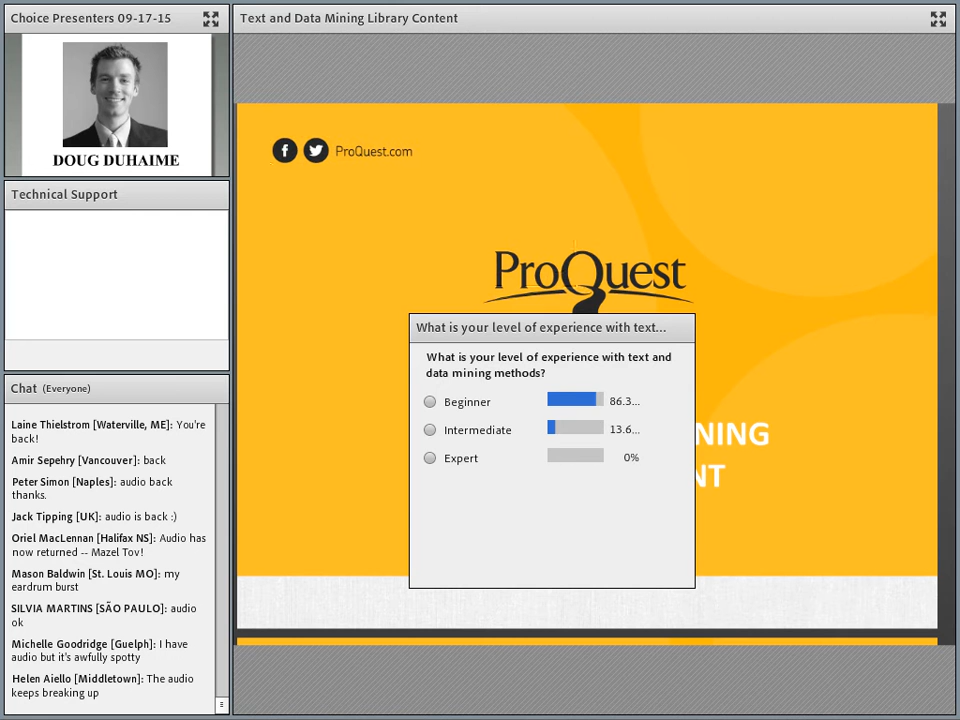 Choice Presenters 09-17-15
DOUG DUHAIME
Technical Support
Chat (Everyone)
Laine Thielstrom [Waterville, ME]: You're
back!
Amir Sepehry [Vancouver]: back
Peter Simon [Naples]: audio back
thanks.
Jack Tipping [UK]: audio is back :)
Oriel MacLennan [Halifax NS]: Audio has
now returned -- Mazel Tov!
Mason Baldwin [St. Louis MO]: my
eardrum burst
SILVIA MARTINS [SÃO PAULO]: audio
ok
Michelle Goodridge [Guelph]: I have
audio but it's awfully spotty
Helen Aiello [Middletown]: The audio
keeps breaking up
Text and Data Mining Library Content
ProQuest.com
ProQuest
What is your level of experience with text...
What is your level of experience with text and
data mining methods?
Beginner 86.3...
Intermediate 13.6...
Expert 0%
NING
NT